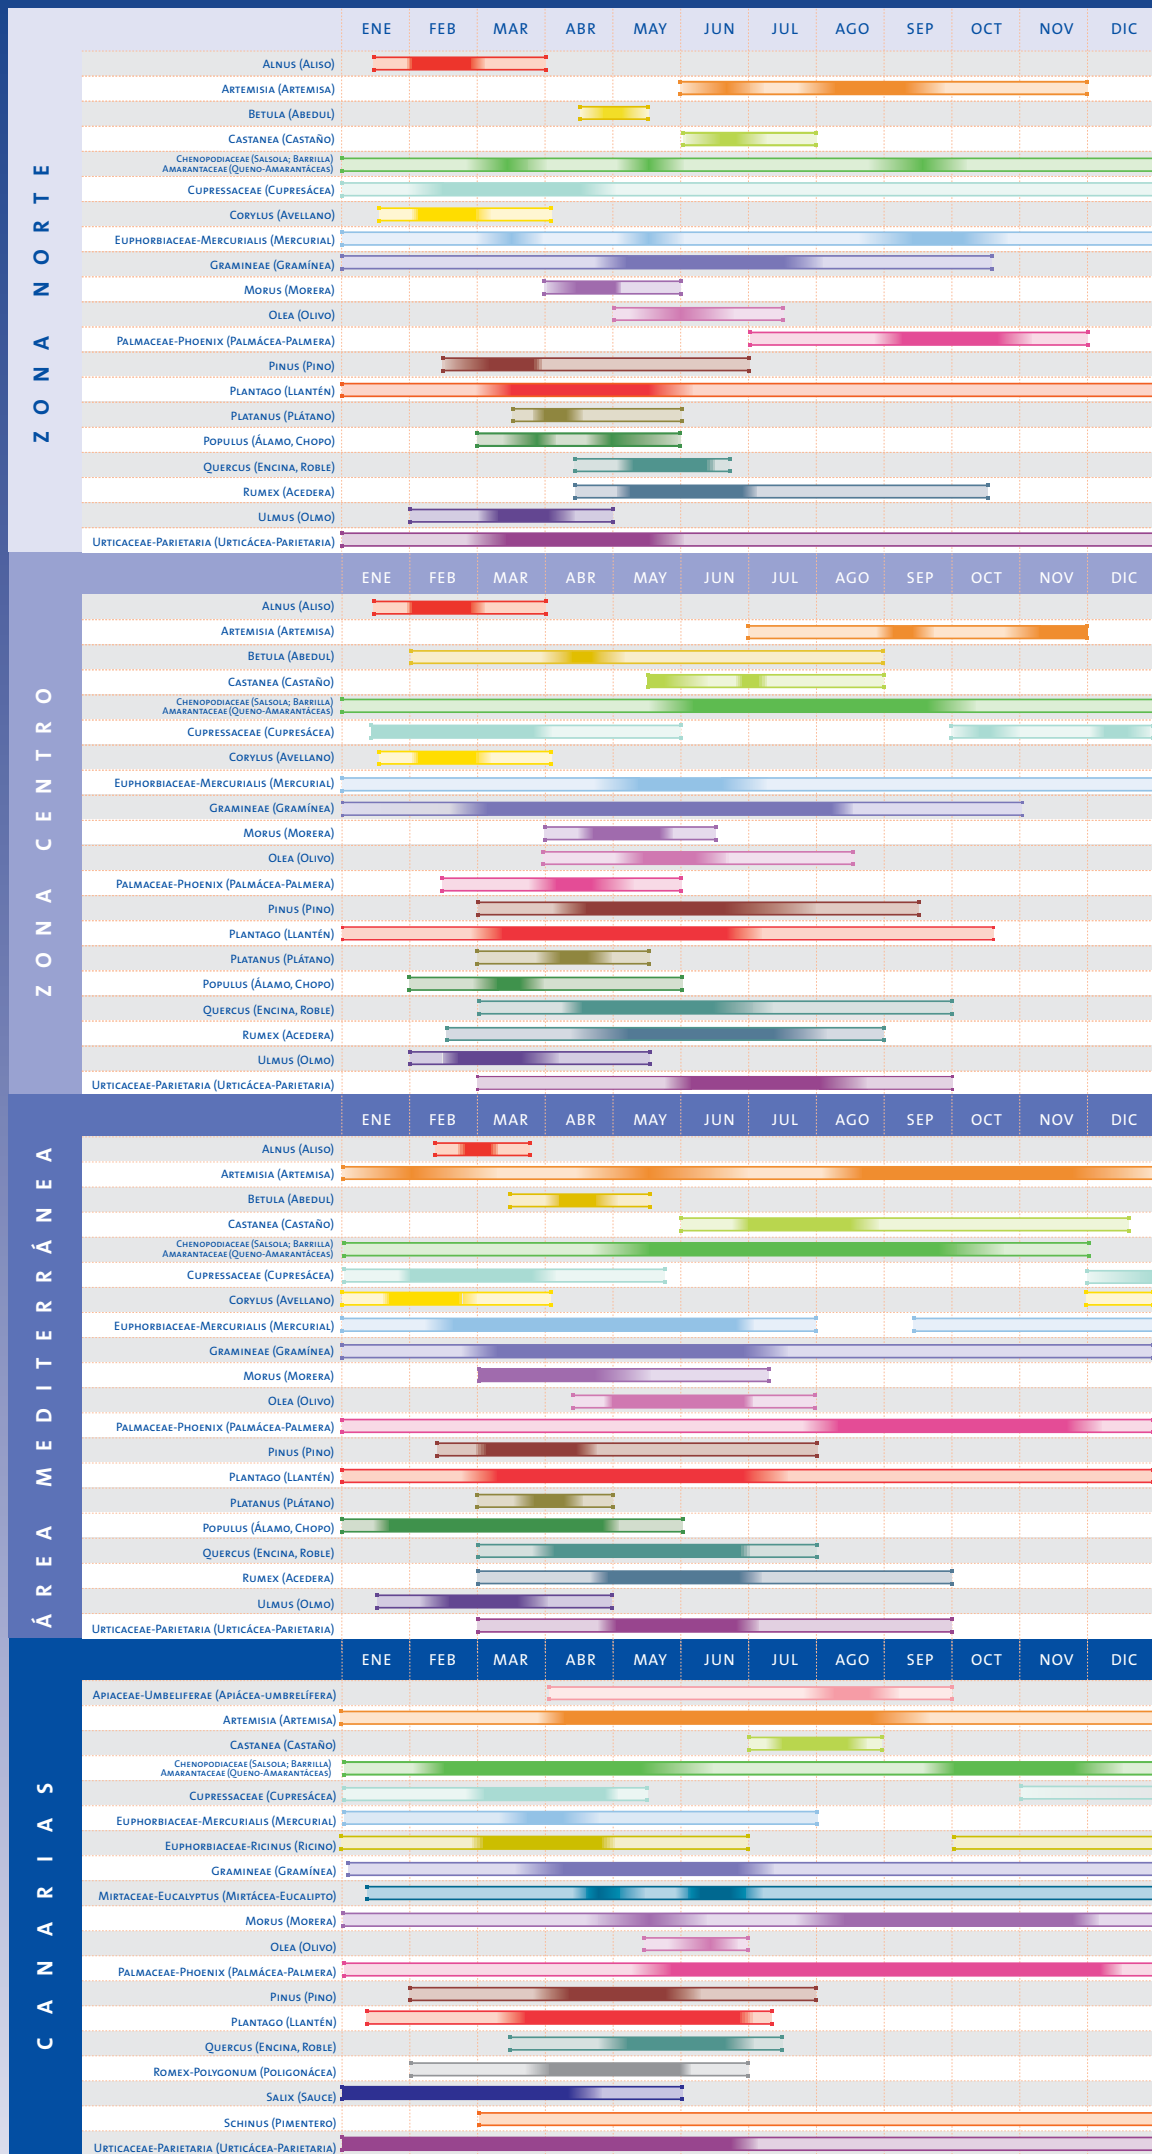 ZONA NORTE
ENE FEB MAR ABR MAY JUN JUL AGO SEP OCT NOV DIC
Alnus (Aliso)
Artemisia (Artemisa)
Betula (Abedul)
Castanea (Castaño)
Chenopodiaceae (Salsola; Barrilla)
Amarantaceae (Queno-Amarantáceas)
Cupressaceae (Cupresácea)
Corylus (Avellano)
Euphorbiaceae-Mercurialis (Mercurial)
Gramineae (Gramínea)
Morus (Morera)
Olea (Olivo)
Palmaceae-Phoenix (Palmácea-Palmera)
Pinus (Pino)
Plantago (Llantén)
Platanus (Plátano)
Populus (Álamo, Chopo)
Quercus (Encina, Roble)
Rumex (Acedera)
Ulmus (Olmo)
Urticaceae-Parietaria (Urticácea-Parietaria)
ZONA CENTRO
ENE FEB MAR ABR MAY JUN JUL AGO SEP OCT NOV DIC
Alnus (Aliso)
Artemisia (Artemisa)
Betula (Abedul)
Castanea (Castaño)
Chenopodiaceae (Salsola; Barrilla)
Amarantaceae (Queno-Amarantáceas)
Cupressaceae (Cupresácea)
Corylus (Avellano)
Euphorbiaceae-Mercurialis (Mercurial)
Gramineae (Gramínea)
Morus (Morera)
Olea (Olivo)
Palmaceae-Phoenix (Palmácea-Palmera)
Pinus (Pino)
Plantago (Llantén)
Platanus (Plátano)
Populus (Álamo, Chopo)
Quercus (Encina, Roble)
Rumex (Acedera)
Ulmus (Olmo)
Urticaceae-Parietaria (Urticácea-Parietaria)
ÁREA MEDITERRÁNEA
ENE FEB MAR ABR MAY JUN JUL AGO SEP OCT NOV DIC
Alnus (Aliso)
Artemisia (Artemisa)
Betula (Abedul)
Castanea (Castaño)
Chenopodiaceae (Salsola; Barrilla)
Amarantaceae (Queno-Amarantáceas)
Cupressaceae (Cupresácea)
Corylus (Avellano)
Euphorbiaceae-Mercurialis (Mercurial)
Gramineae (Gramínea)
Morus (Morera)
Olea (Olivo)
Palmaceae-Phoenix (Palmácea-Palmera)
Pinus (Pino)
Plantago (Llantén)
Platanus (Plátano)
Populus (Álamo, Chopo)
Quercus (Encina, Roble)
Rumex (Acedera)
Ulmus (Olmo)
Urticaceae-Parietaria (Urticácea-Parietaria)
CANARIAS
ENE FEB MAR ABR MAY JUN JUL AGO SEP OCT NOV DIC
Apiaceae-Umbeliferae (Apiácea-umbrelífera)
Artemisia (Artemisa)
Castanea (Castaño)
Chenopodiaceae (Salsola; Barrilla)
Amarantaceae (Queno-Amarantáceas)
Cupressaceae (Cupresácea)
Euphorbiaceae-Mercurialis (Mercurial)
Euphorbiaceae-Ricinus (Ricino)
Gramineae (Gramínea)
Mirtaceae-Eucalyptus (Mirtácea-Eucalipto)
Morus (Morera)
Olea (Olivo)
Palmaceae-Phoenix (Palmácea-Palmera)
Pinus (Pino)
Plantago (Llantén)
Quercus (Encina, Roble)
Romex-Polygonum (Poligonácea)
Salix (Sauce)
Schinus (Pimentero)
Urticaceae-Parietaria (Urticácea-Parietaria)